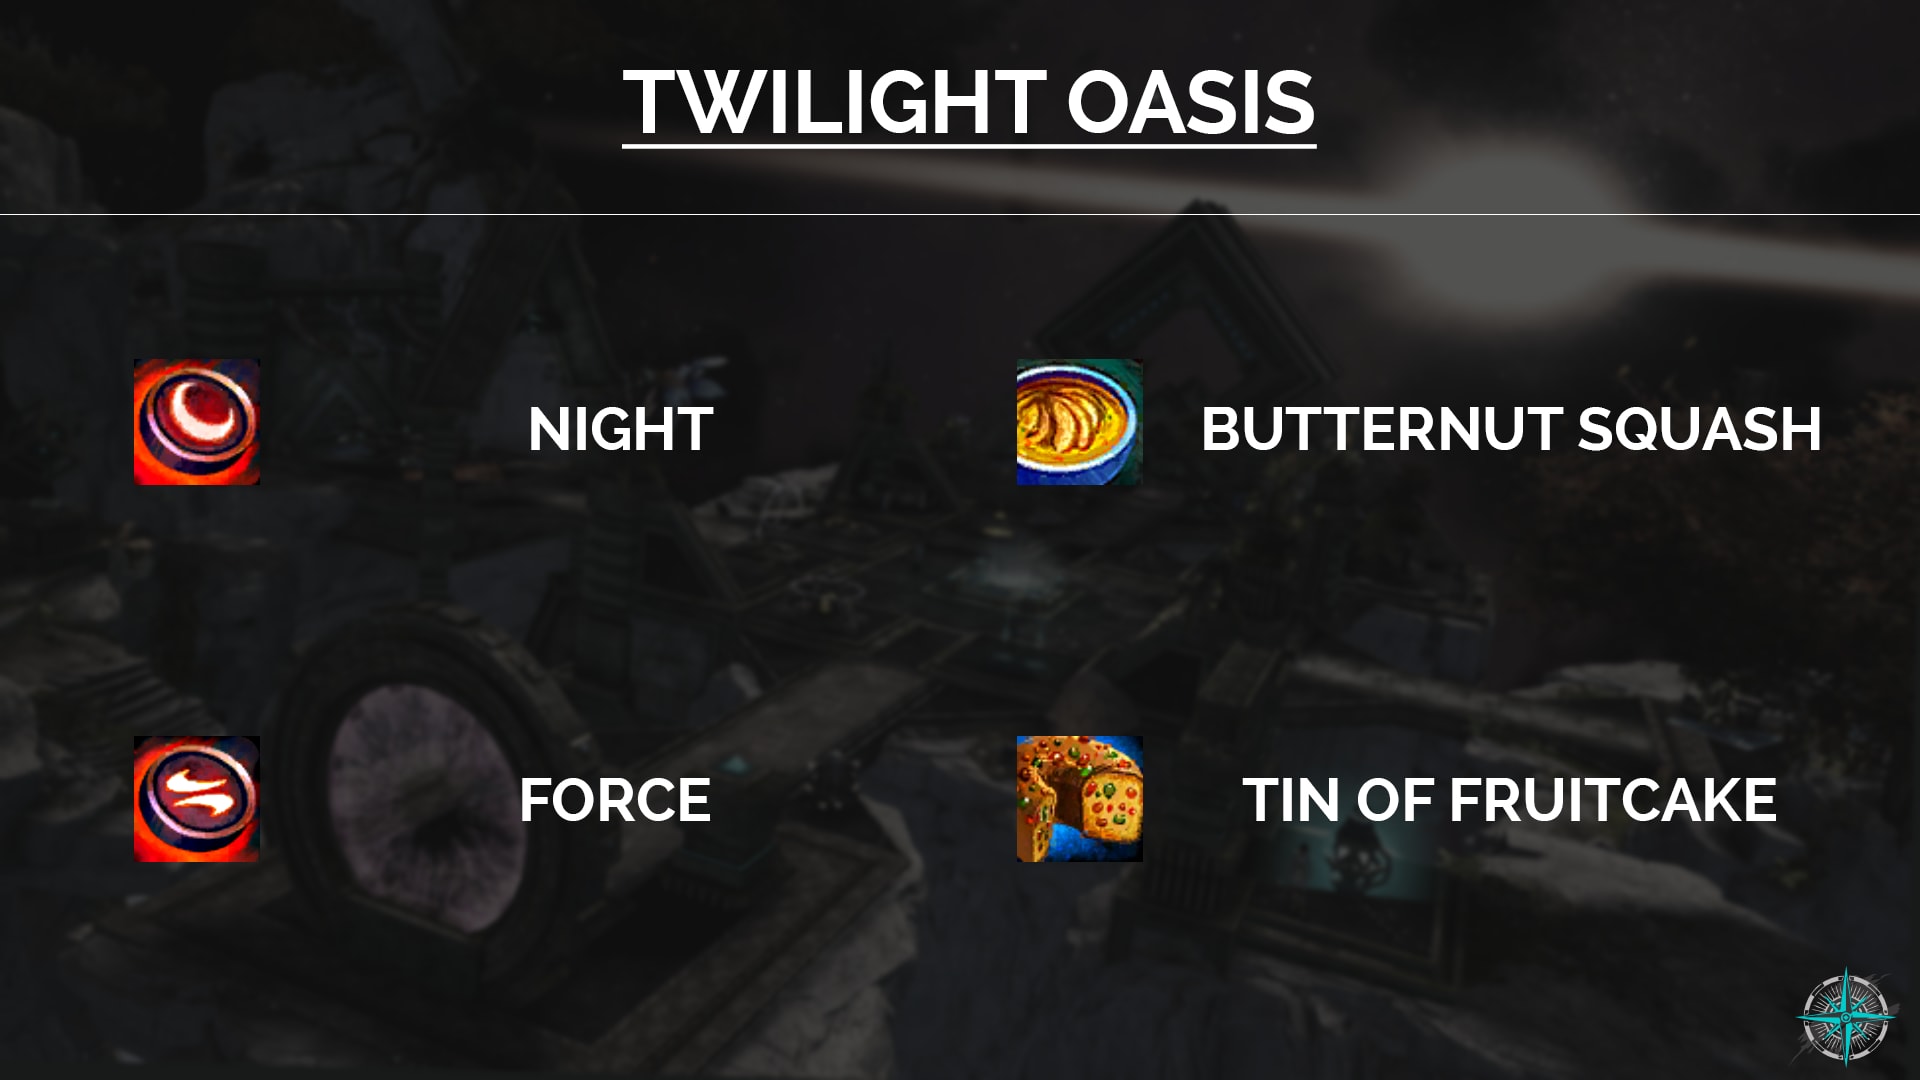 TWILIGHT OASIS
NIGHT
BUTTERNUT SQUASH
FORCE
TIN OF FRUITCAKE